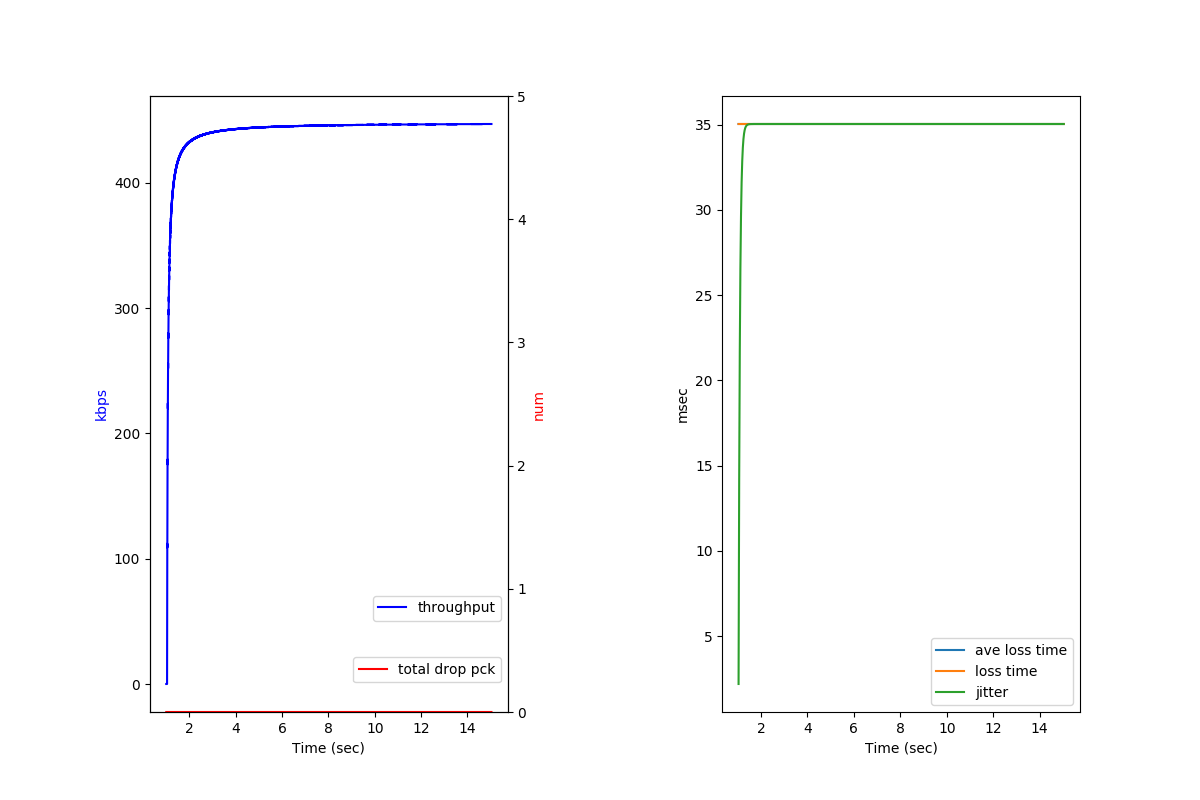 400
300
200
100
0
kbps
2 4 6 8 10 12 14
Time (sec)
5
4
3
2
1
0
num
throughput
total drop pck
35
30
25
20
15
10
5
msec
2 4 6 8 10 12 14
Time (sec)
ave loss time
loss time
jitter